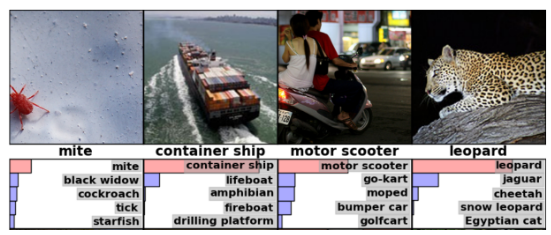 mite
container ship
motor scooter
leopard
mite
black widow
cockroach
tick
starfish
container ship
lifeboat
amphibian
fireboat
drilling platform
motor scooter
go-kart
moped
bumper car
golfcart
leopard
jaguar
cheetah
snow leopard
Egyptian cat